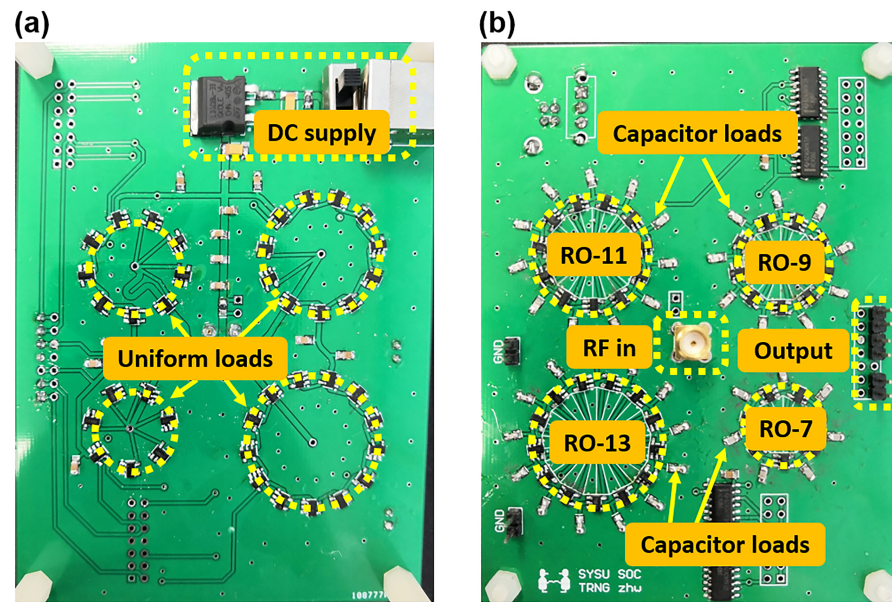 (a)
DC supply
Uniform loads
1007770
(b)
Capacitor loads
RO-11
RO-9
RF in
Output
GND
RO-13
RO-7
GND
Capacitor loads
SYSU SOC
TRNG zhw